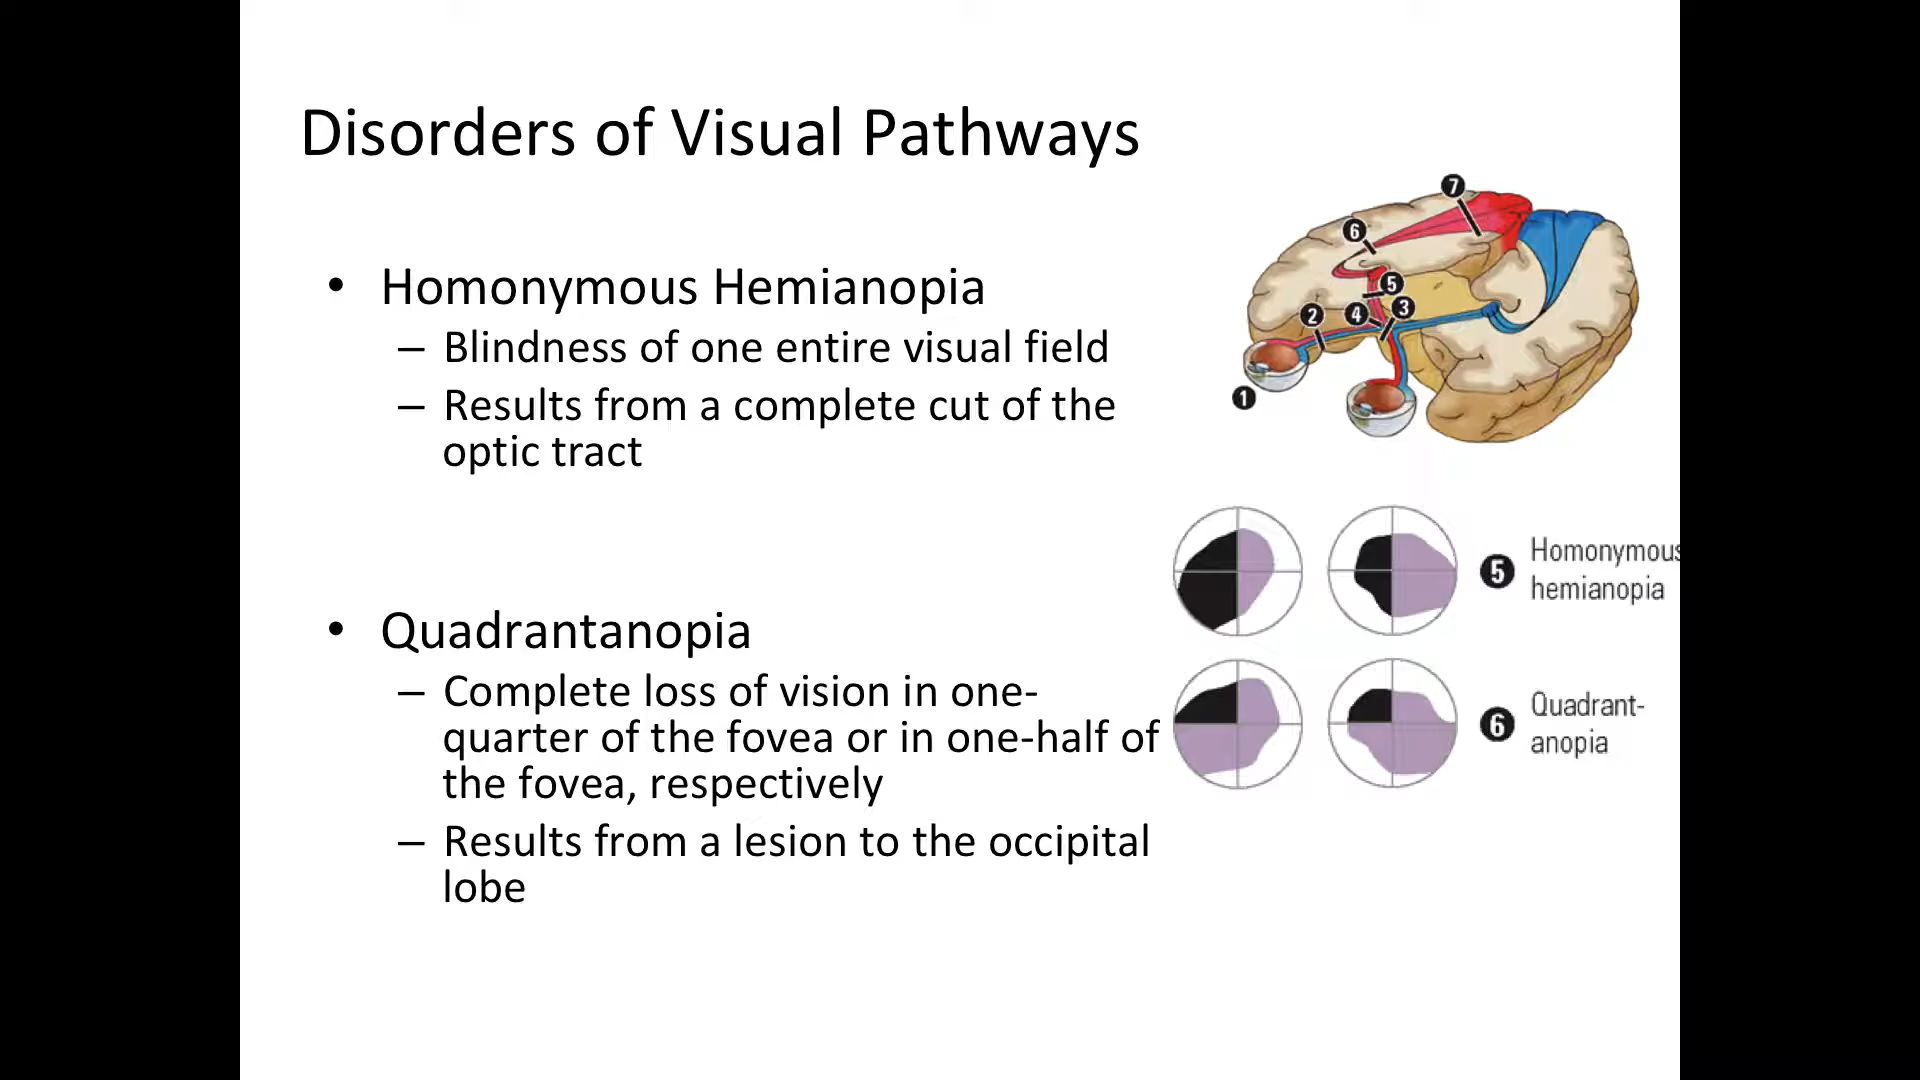 Disorders of Visual Pathways
• Homonymous Hemianopia
– Blindness of one entire visual field
– Results from a complete cut of the
optic tract
• Quadrantanopia
– Complete loss of vision in one-
quarter of the fovea or in one-half of
the fovea, respectively
– Results from a lesion to the occipital
lobe
7
6
5
2
4
3
1
5 Homonymous
hemianopia
6 Quadrant-
anopia